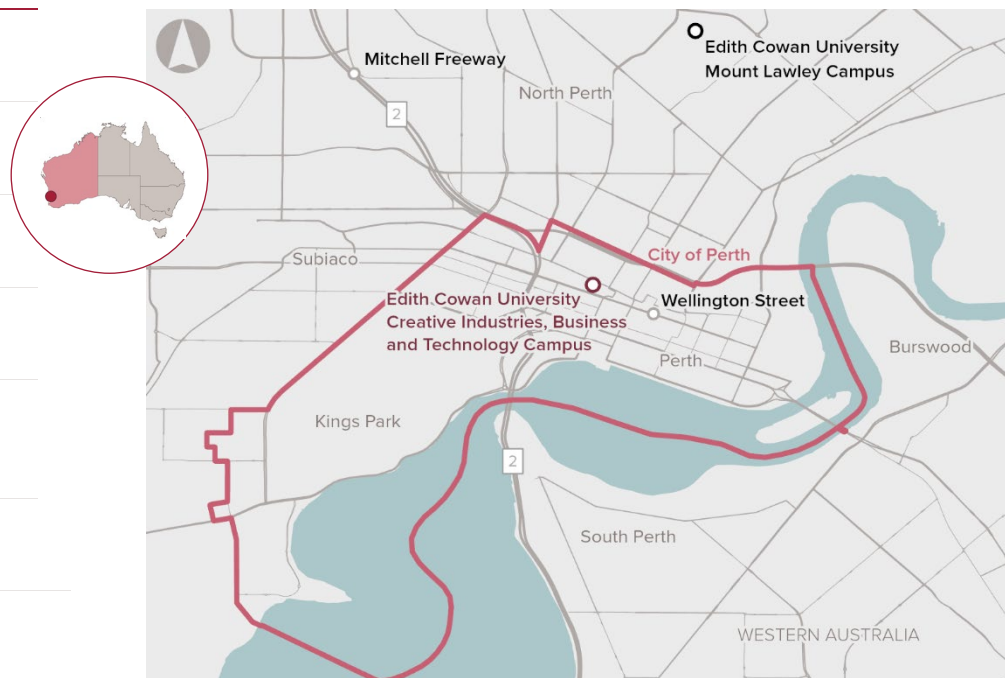 Mitchell Freeway
Edith Cowan University
Mount Lawley Campus
North Perth
2
City of Perth
Subiaco
Edith Cowan University
Creative Industries, Business
and Technology Campus
Wellington Street
Burswood
Perth
Kings Park
2
South Perth
WESTERN AUSTRALIA